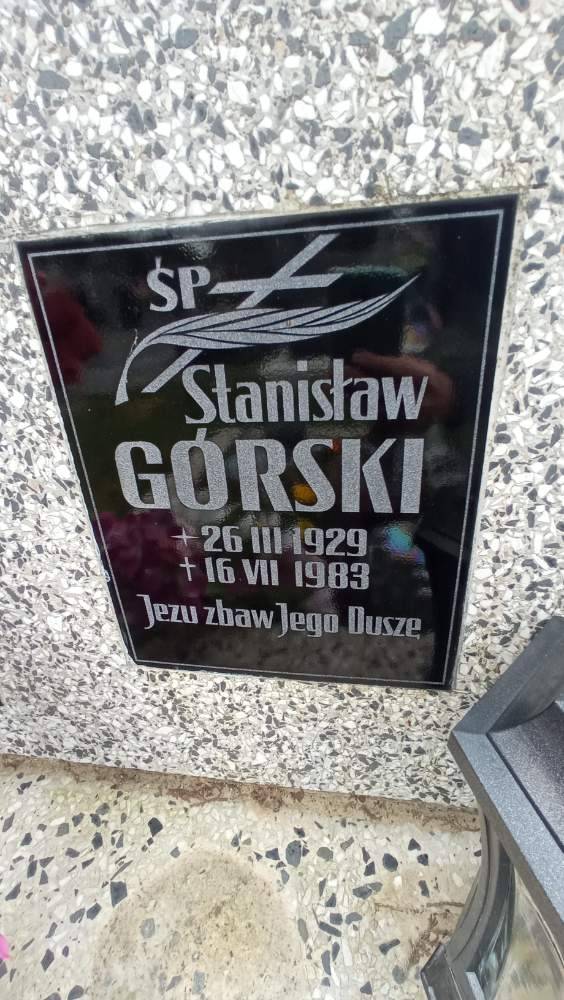 ŚP
Stanisław
GÓRSKI
26 III 1929
† 16 VII 1983
Jezu zbaw Jego Duszę